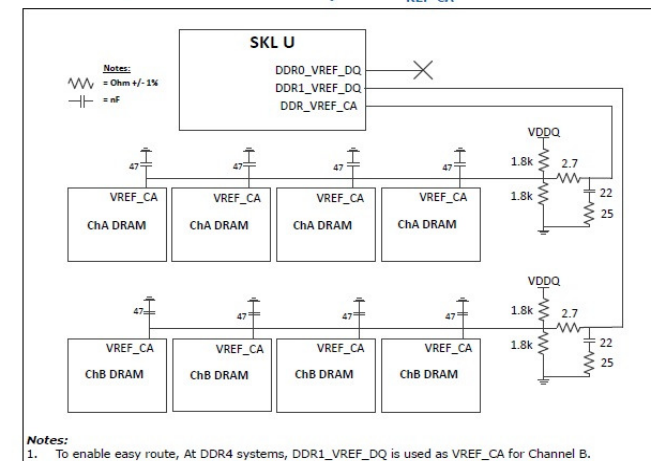 REF_CA
SKL U
Notes:
= Ohm +/- 1%
= nF
DDR0_VREF_DQ
DDR1_VREF_DQ
DDR_VREF_CA
VDDQ
47
47
47
47
1.8k
2.7
1.8k
22
25
VREF_CA
VREF_CA
VREF_CA
VREF_CA
ChA DRAM
ChA DRAM
ChA DRAM
ChA DRAM
VDDQ
47
47
47
47
1.8k
2.7
1.8k
22
25
VREF_CA
VREF_CA
VREF_CA
VREF_CA
ChB DRAM
ChB DRAM
ChB DRAM
ChB DRAM
Notes:
1. To enable easy route, At DDR4 systems, DDR1_VREF_DQ is used as VREF_CA for Channel B.